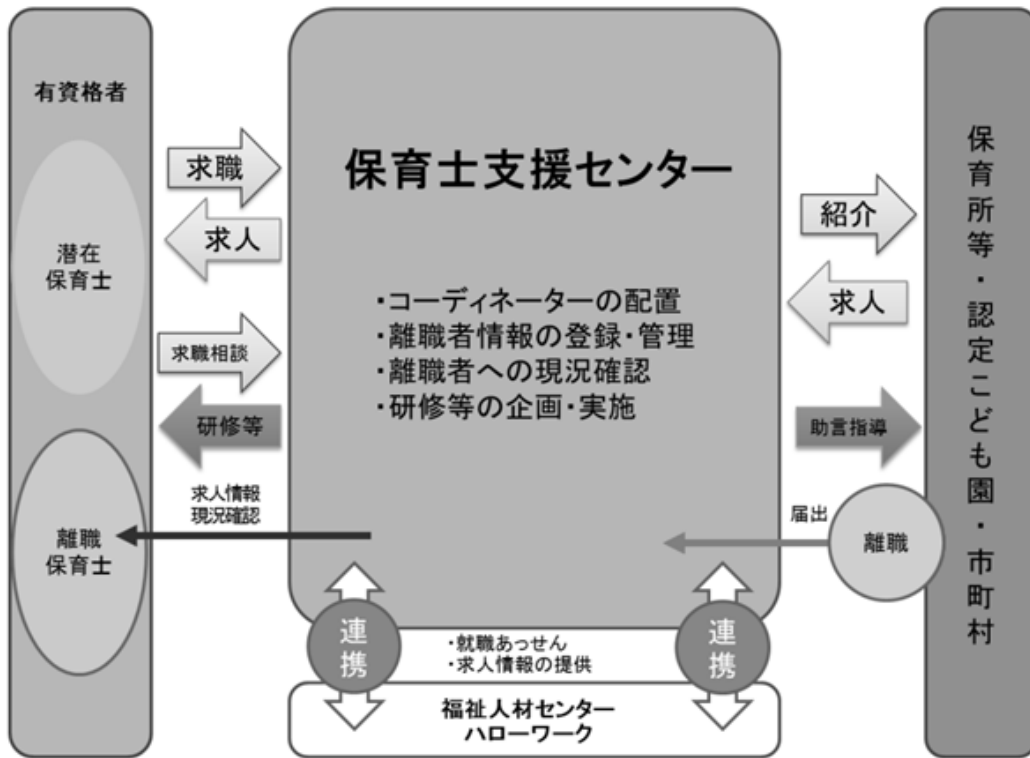 有資格者
潜在
保育士
離職
保育士
求職
求人
求職相談
研修等
求人情報
現況確認
保育士支援センター
・コーディネーターの配置
・離職者情報の登録・管理
・離職者への現況確認
・研修等の企画・実施
紹介
求人
助言指導
届出
離職
保育所等・認定こども園・市町村
連携
・就職あっせん
・求人情報の提供
連携
福祉人材センター
ハローワーク